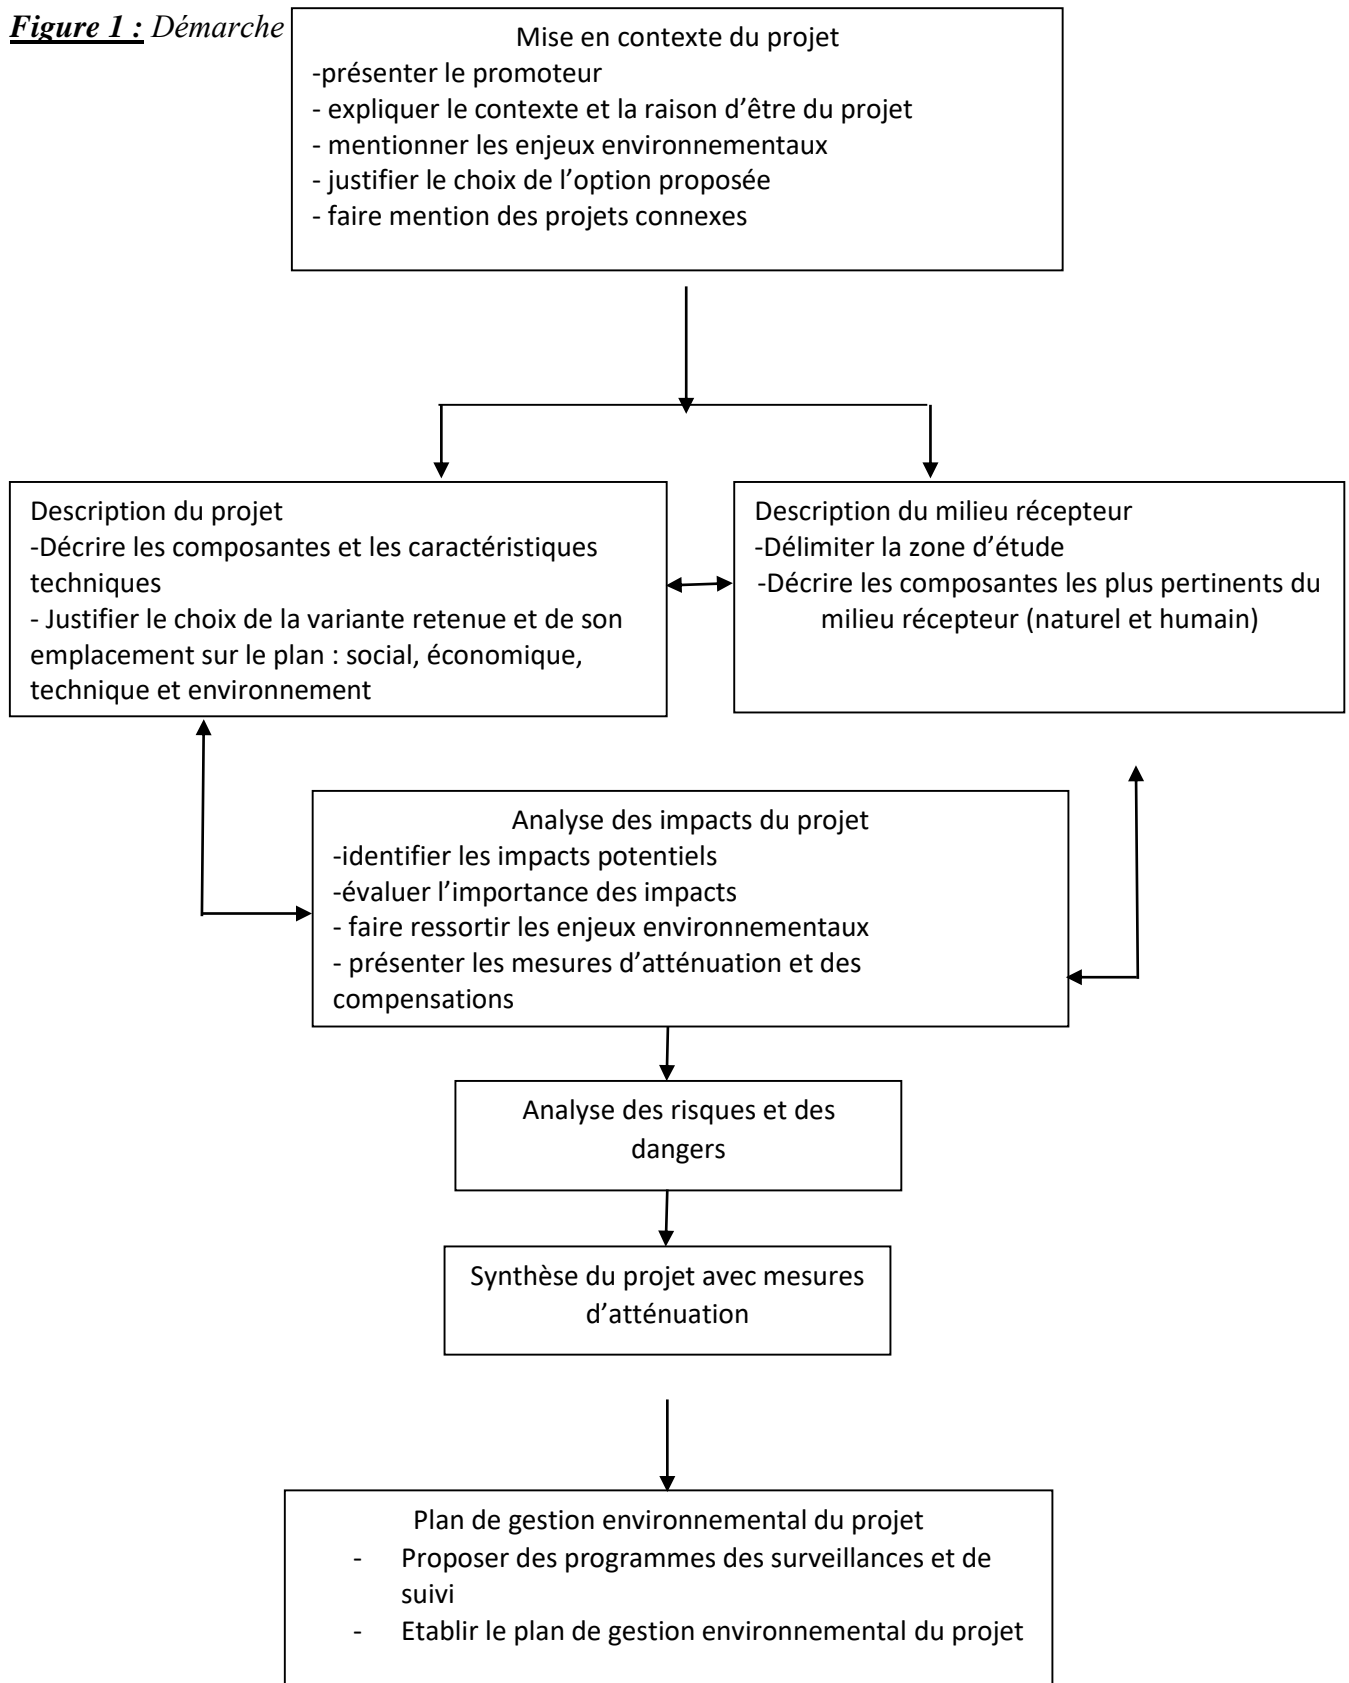 Figure 1 : Démarche
Mise en contexte du projet
-présenter le promoteur
- expliquer le contexte et la raison d’être du projet
- mentionner les enjeux environnementaux
- justifier le choix de l’option proposée
- faire mention des projets connexes
Description du projet
-Décrire les composantes et les caractéristiques
techniques
- Justifier le choix de la variante retenue et de son
emplacement sur le plan : social, économique,
technique et environnement
Description du milieu récepteur
-Délimiter la zone d’étude
-Décrire les composantes les plus pertinents du
milieu récepteur (naturel et humain)
Analyse des impacts du projet
-identifier les impacts potentiels
-évaluer l’importance des impacts
- faire ressortir les enjeux environnementaux
- présenter les mesures d’atténuation et des
compensations
Analyse des risques et des
dangers
Synthèse du projet avec mesures
d’atténuation
Plan de gestion environnemental du projet
- Proposer des programmes des surveillances et de
suivi
- Etablir le plan de gestion environnemental du projet